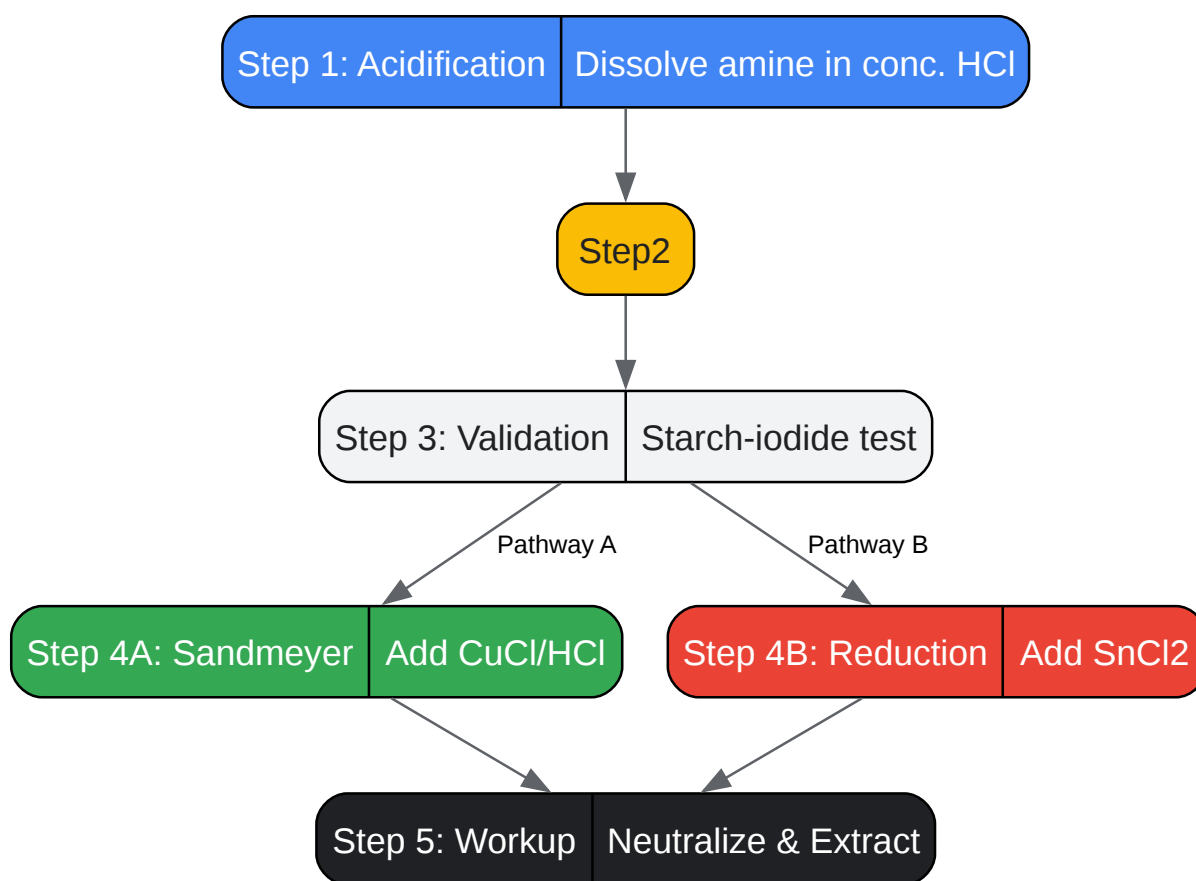 Step 1: Acidification Dissolve amine in conc. HCl
Step2
Step 3: Validation Starch-iodide test
Pathway A Pathway B
Step 4A: Sandmeyer Add CuCl/HCl Step 4B: Reduction Add SnCl2
Step 5: Workup Neutralize & Extract